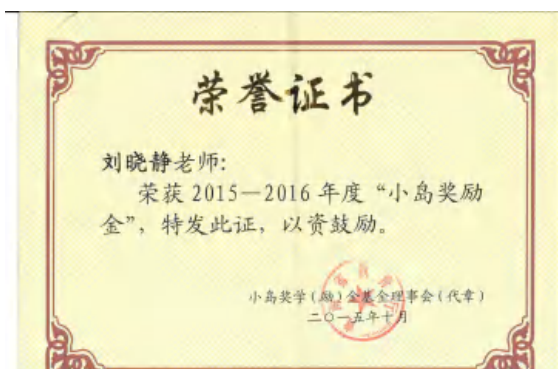 荣誉证书
刘晓静老师:
荣获 2015—2016 年度“小岛奖励
金”, 特发此证, 以资鼓励。
小岛奖学(励)金基金理事会(代章)
二〇一五年十月